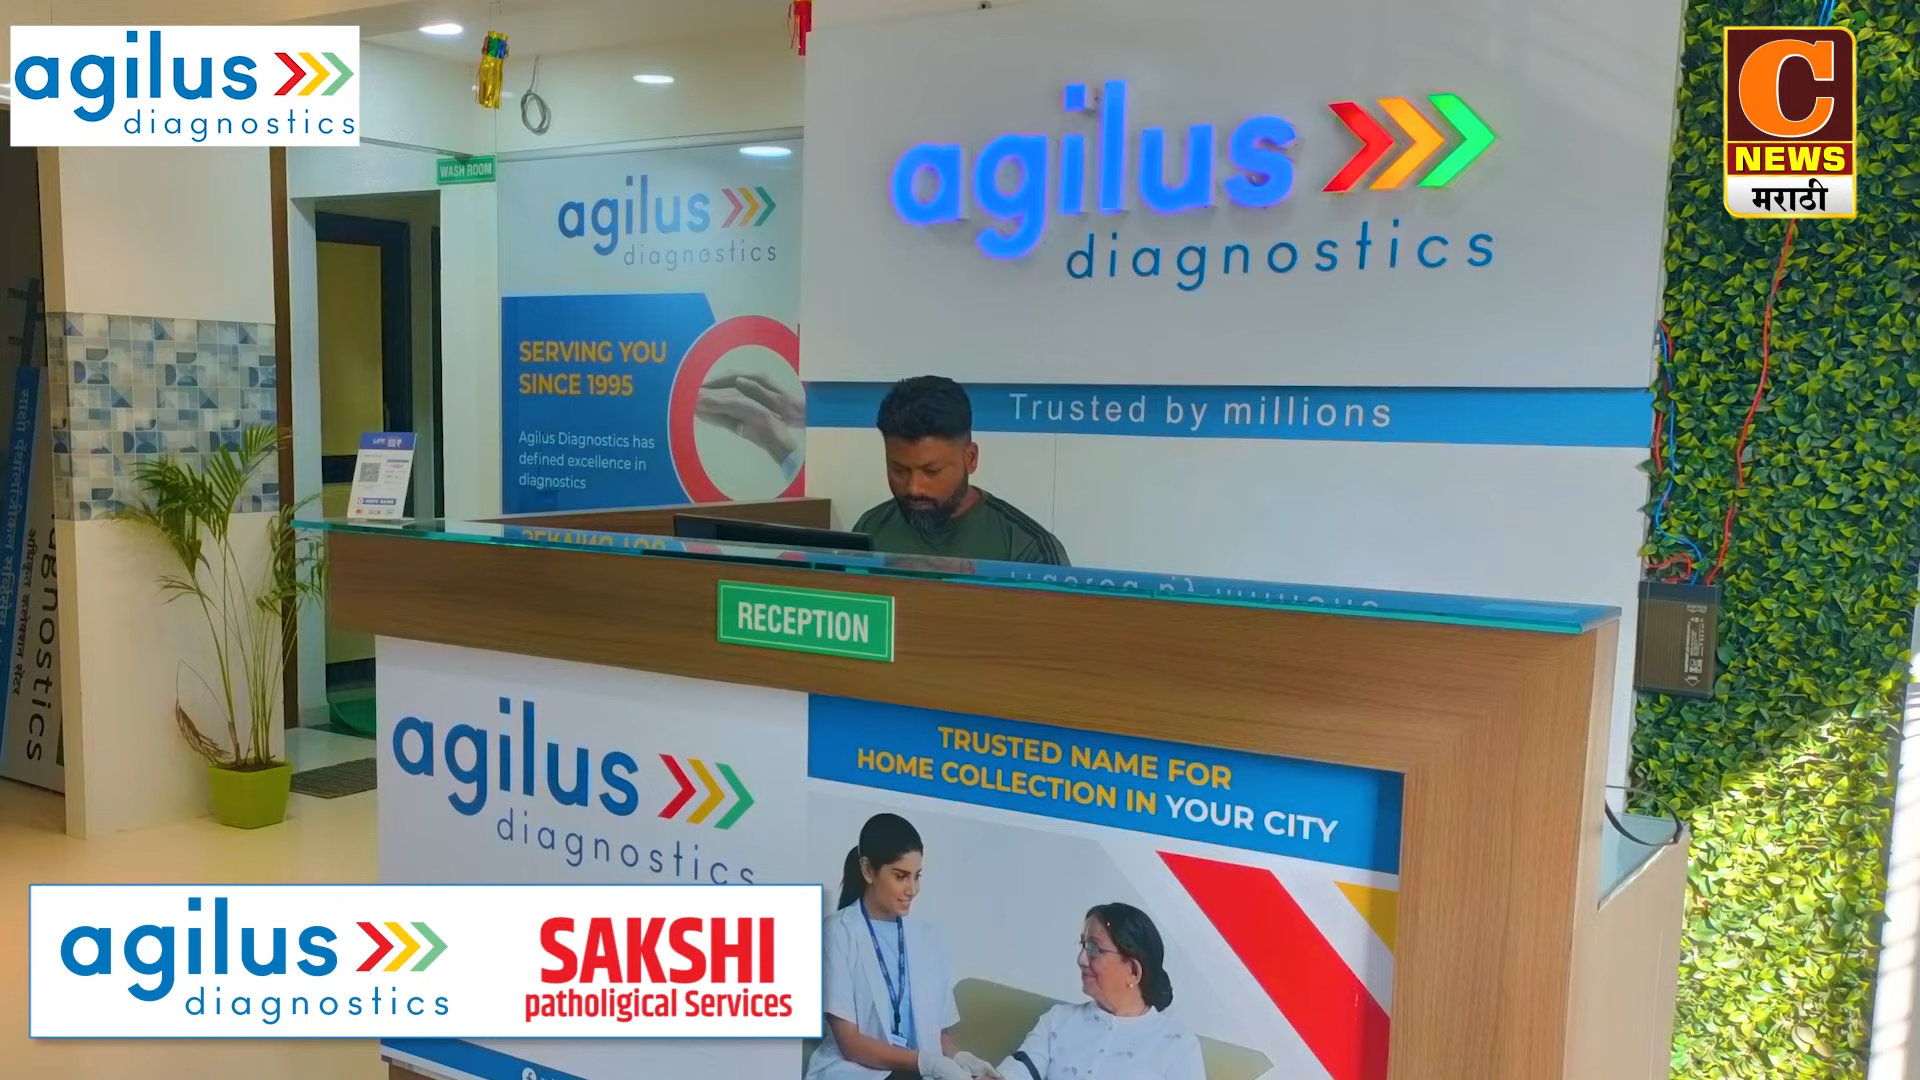 agilus
diagnostics
C
NEWS
मराठी
WASH ROOM
agilus
diagnostics
SERVING YOU
SINCE 1995
Agilus Diagnostics has
defined excellence in
diagnostics
agilus
diagnostics
Trusted by millions
RECEPTION
agilus
diagnostics
TRUSTED NAME FOR
HOME COLLECTION IN YOUR CITY
agilus
diagnostics
SAKSHI
patholigical Services